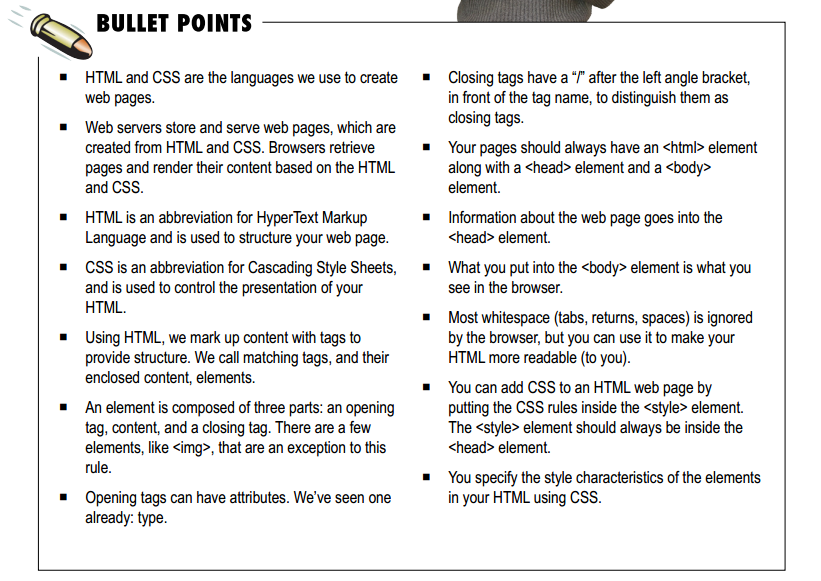 BULLET POINTS
■ HTML and CSS are the languages we use to create
web pages.
■ Web servers store and serve web pages, which are
created from HTML and CSS. Browsers retrieve
pages and render their content based on the HTML
and CSS.
■ HTML is an abbreviation for HyperText Markup
Language and is used to structure your web page.
■ CSS is an abbreviation for Cascading Style Sheets,
and is used to control the presentation of your
HTML.
■ Using HTML, we mark up content with tags to
provide structure. We call matching tags, and their
enclosed content, elements.
■ An element is composed of three parts: an opening
tag, content, and a closing tag. There are a few
elements, like <img>, that are an exception to this
rule.
■ Opening tags can have attributes. We’ve seen one
already: type.
■ Closing tags have a “/” after the left angle bracket,
in front of the tag name, to distinguish them as
closing tags.
■ Your pages should always have an <html> element
along with a <head> element and a <body>
element.
■ Information about the web page goes into the
<head> element.
■ What you put into the <body> element is what you
see in the browser.
■ Most whitespace (tabs, returns, spaces) is ignored
by the browser, but you can use it to make your
HTML more readable (to you).
■ You can add CSS to an HTML web page by
putting the CSS rules inside the <style> element.
The <style> element should always be inside the
<head> element.
■ You specify the style characteristics of the elements
in your HTML using CSS.